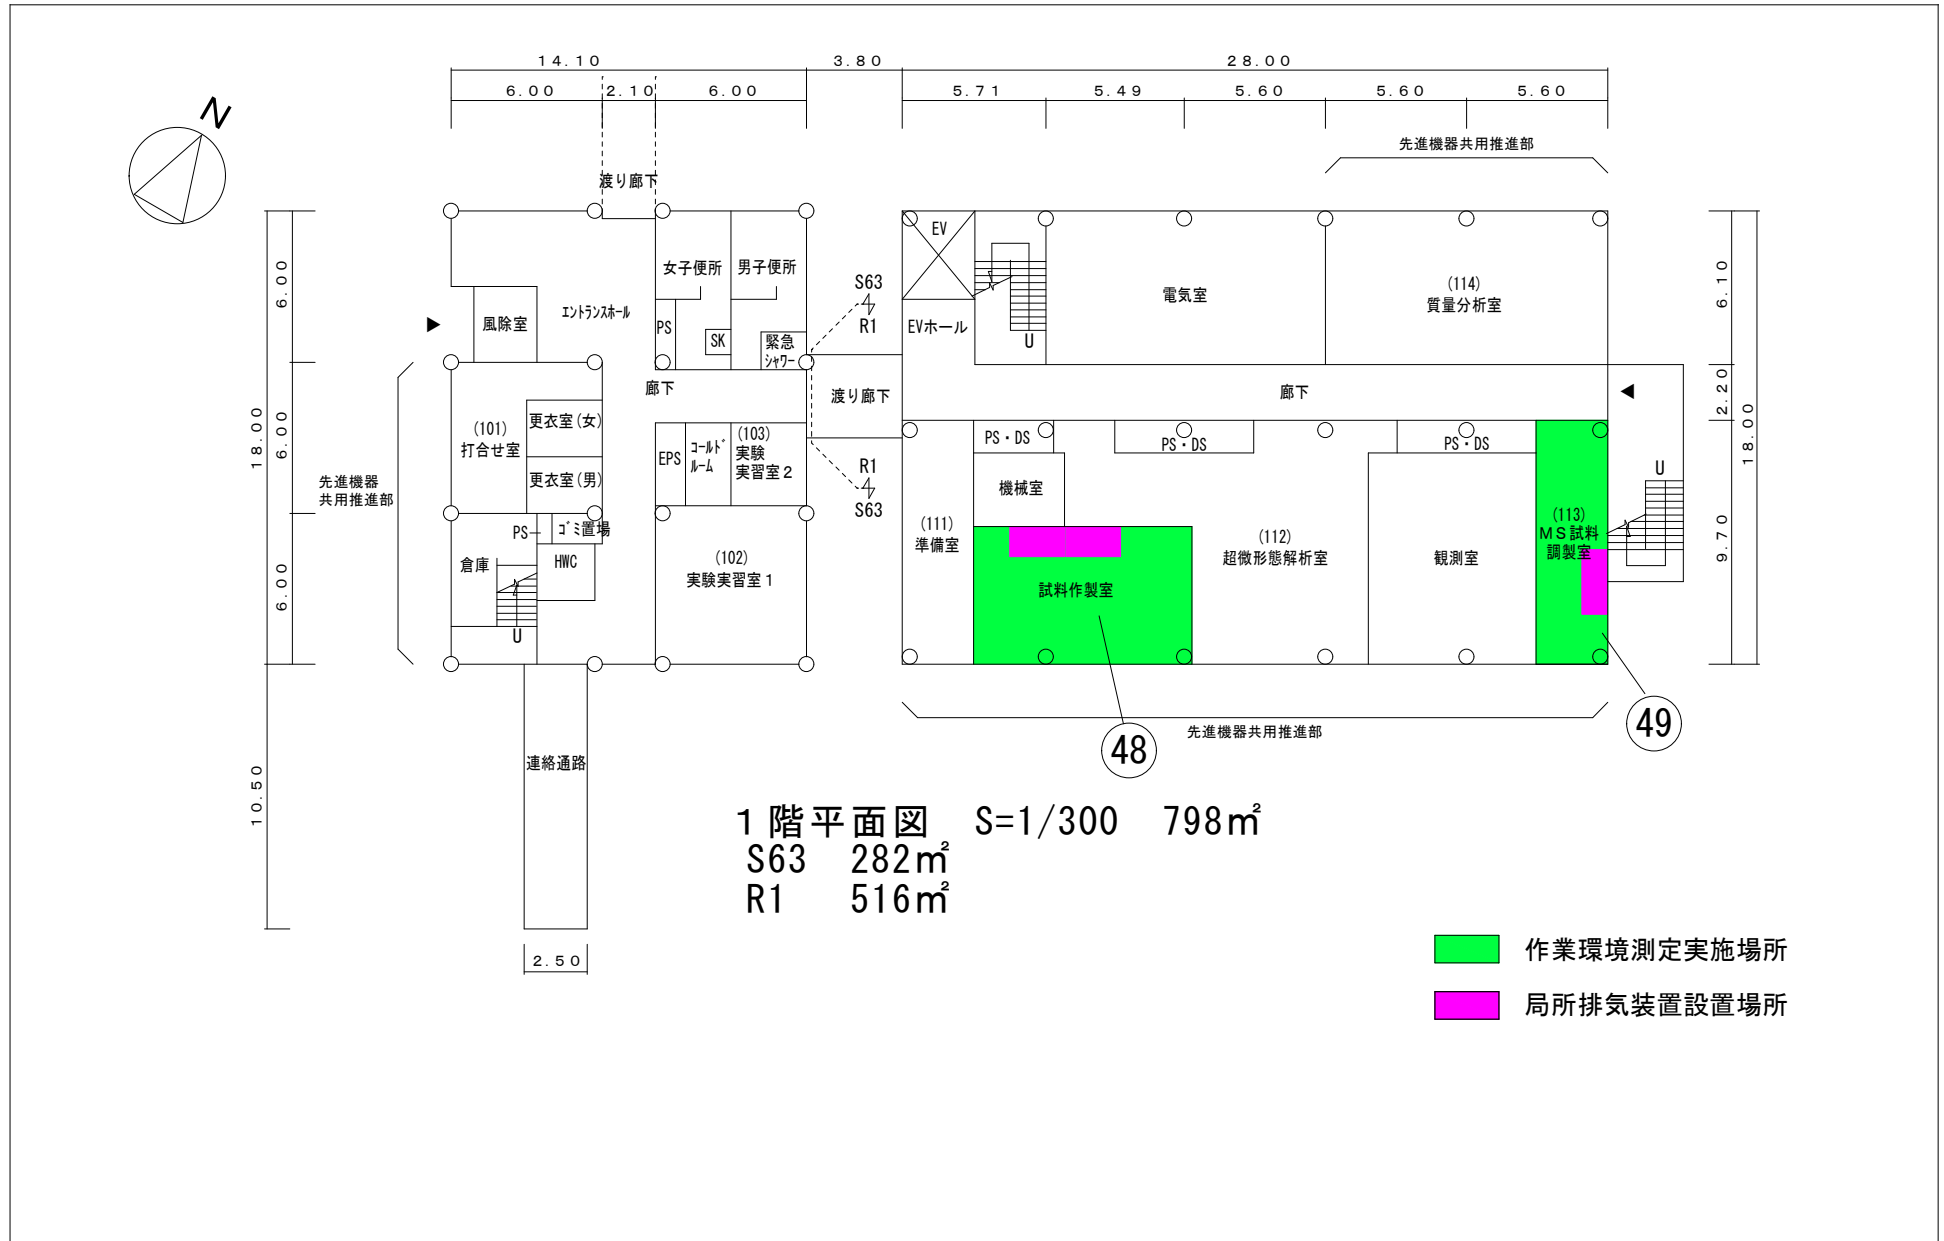 14.10
3.80
28.00
6.00
2.10
6.00
5.71
5.49
5.60
5.60
5.60
N
先進機器共用推進部
渡り廊下
6.00
6.00
6.00
18.00
10.50
女子便所
男子便所
エントランスホール
風除室
PS
SK
緊急
シャワー
廊下
S63
R1
渡り廊下
R1
S63
EV
EVホール
U
電気室
(114)
質量分析室
廊下
6.10
2.20
9.70
18.00
先進機器
共用推進部
(101)
打合せ室
更衣室(女)
更衣室(男)
EPS
コールド
ルーム
(103)
実験
実習室2
PS
ゴミ置場
HWC
倉庫
U
(102)
実験実習室1
PS・DS
PS・DS
PS・DS
機械室
(111)
準備室
試料作製室
(112)
超微形態解析室
観測室
(113)
MS試料
調製室
U
48
49
先進機器共用推進部
連絡通路
2.50
1階平面図 S=1/300 798㎡
S63 282㎡
R1 516㎡
作業環境測定実施場所
局所排気装置設置場所